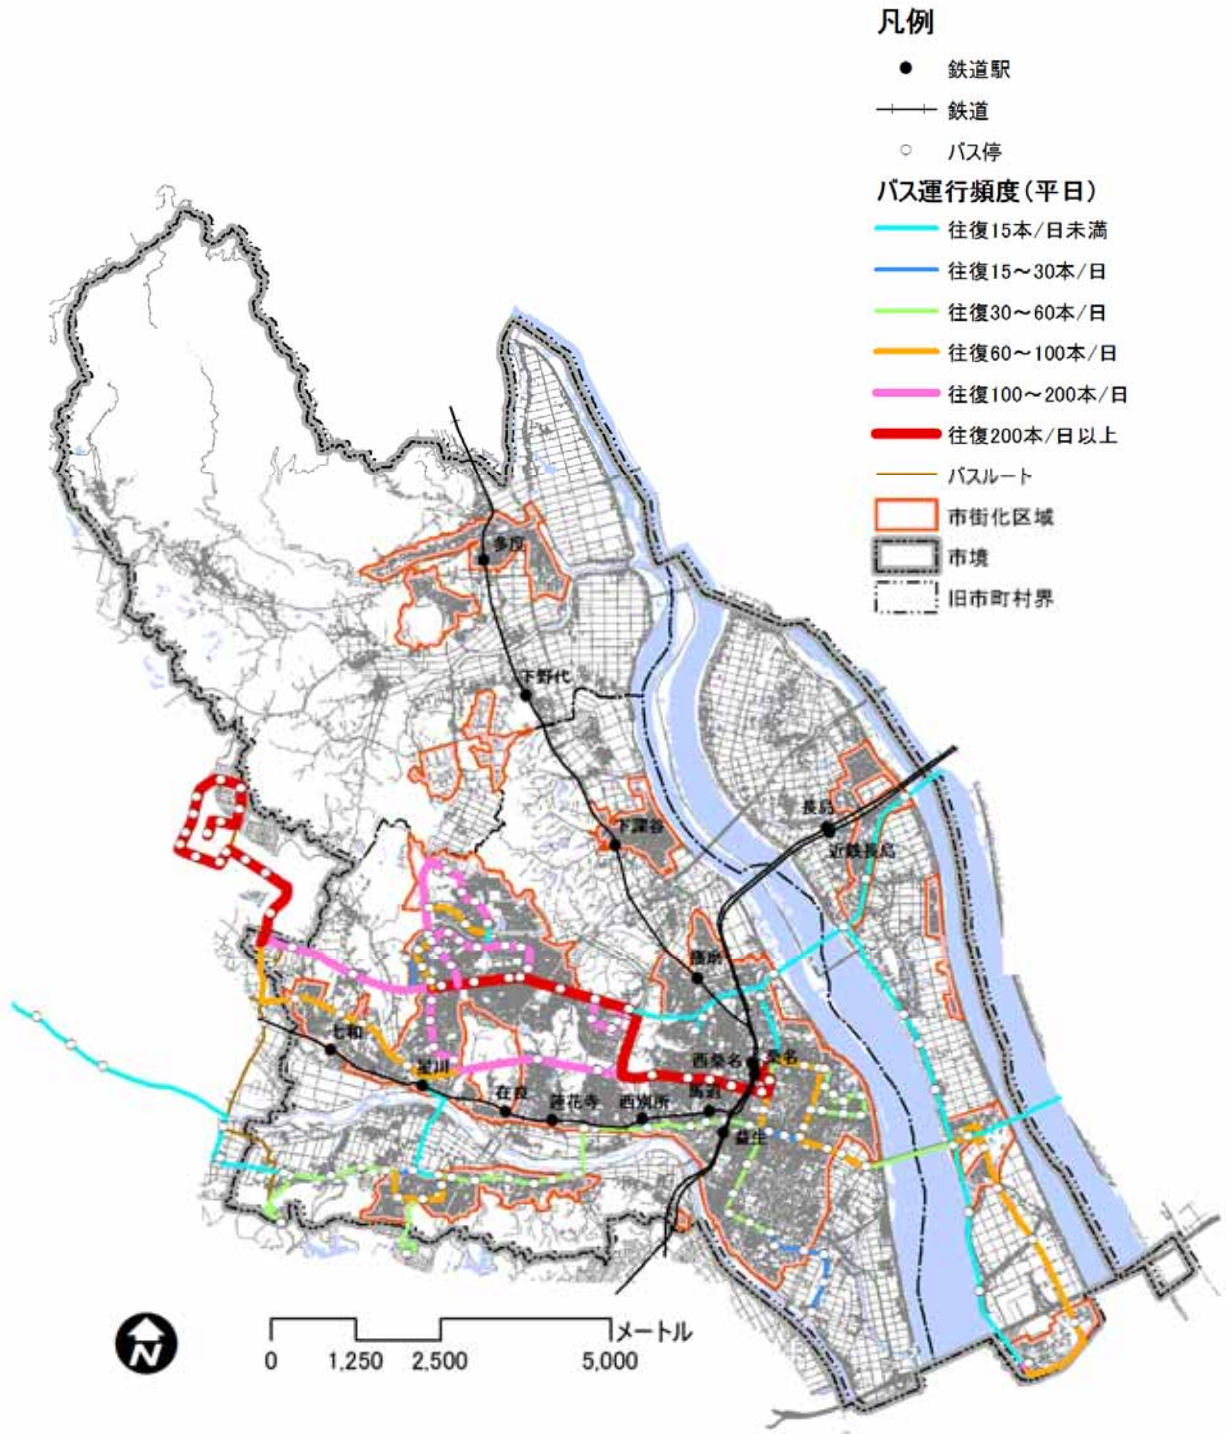 凡例
鉄道駅
鉄道
バス停
バス運行頻度(平日)
往復15本/日未満
往復15～30本/日
往復30～60本/日
往復60～100本/日
往復100～200本/日
往復200本/日以上
バスルート
市街化区域
市境
旧市町村界
多度
下野代
下深谷
長島
近鉄長島
播磨
七和
星川
在良
蓮花寺
西別所
馬道
西桑名
桑名
益生
N
メートル
0 1,250 2,500 5,000